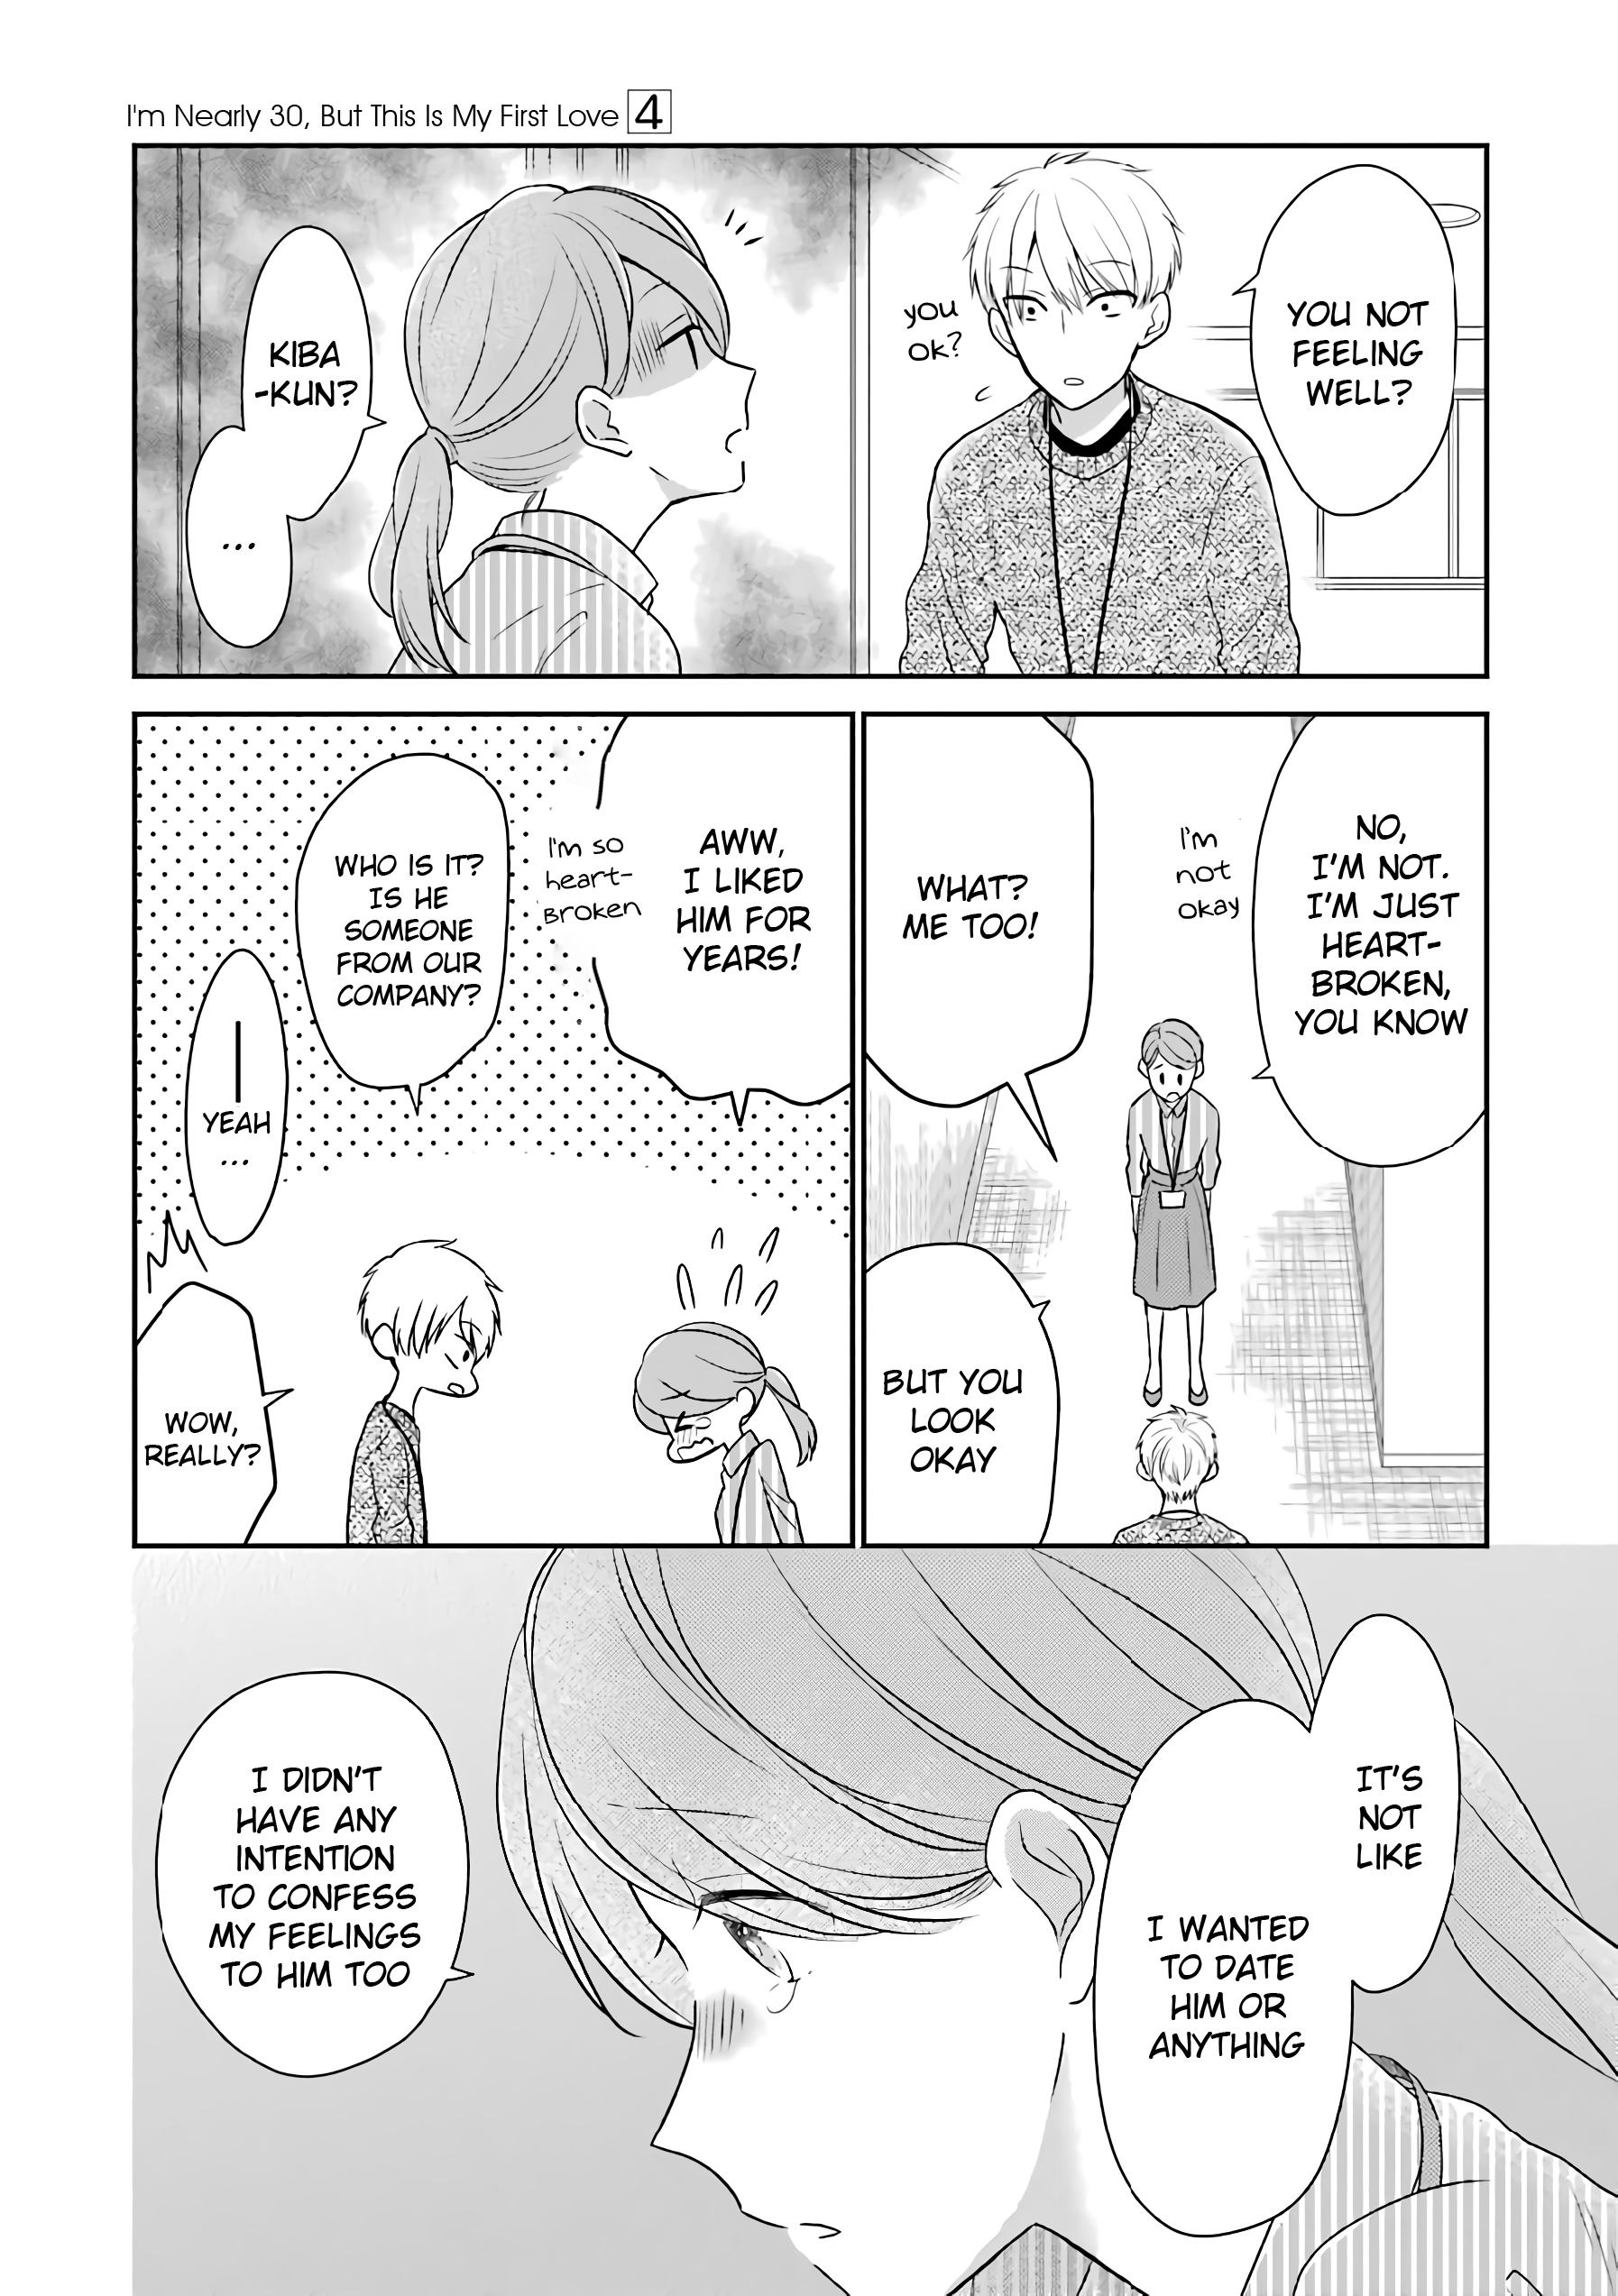 I'm Nearly 30, But This Is My First Love 4
YOU NOT
FEELING
WELL?
you
ok?
KIBA
-KUN?
...
NO,
I'M NOT.
I'M JUST
HEART-
BROKEN,
YOU KNOW
I'm
not
okay
WHAT?
ME TOO!
BUT YOU
LOOK
OKAY
AWW,
I LIKED
HIM FOR
YEARS!
I'm so
heart-
Broken
WHO IS IT?
IS HE
SOMEONE
FROM OUR
COMPANY?
—
YEAH
...
WOW,
REALLY?
IT'S
NOT
LIKE
I WANTED
TO DATE
HIM OR
ANYTHING
I DIDN'T
HAVE ANY
INTENTION
TO CONFESS
MY FEELINGS
TO HIM TOO